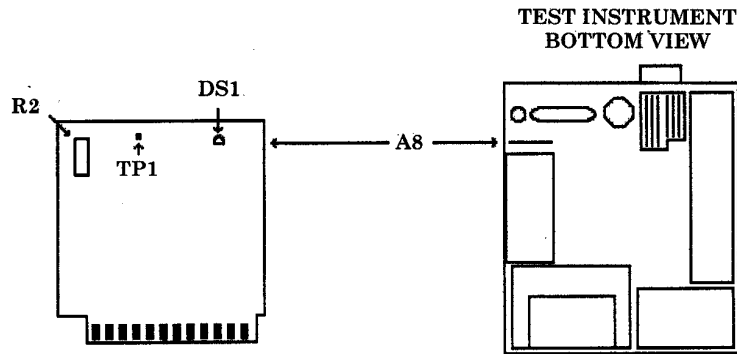 TEST INSTRUMENT
BOTTOM VIEW
DS1
R2
TP1
A8